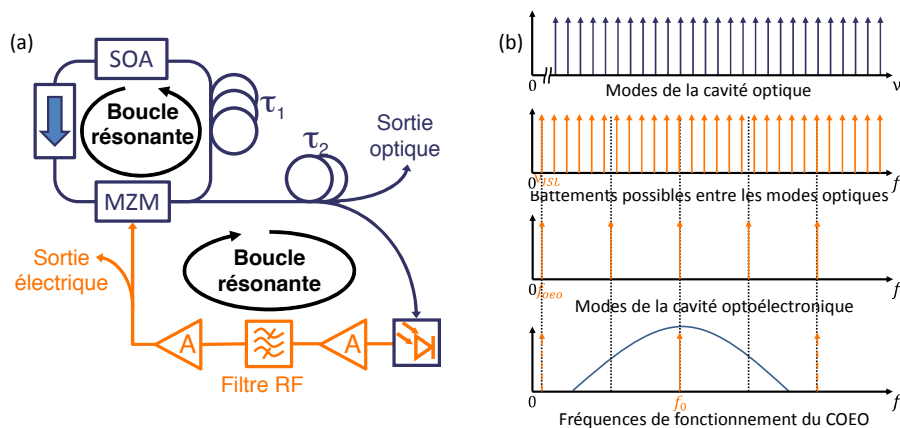 (a)
SOA
τ1
Boucle
résonante
MZM
τ2
Sortie
optique
Sortie
électrique
Boucle
résonante
A
A
Filtre RF
(b)
0
ν
Modes de la cavité optique
0
νISL
f
Battements possibles entre les modes optiques
0
foeo
f
Modes de la cavité optoélectronique
0
f0
f
Fréquences de fonctionnement du COEO